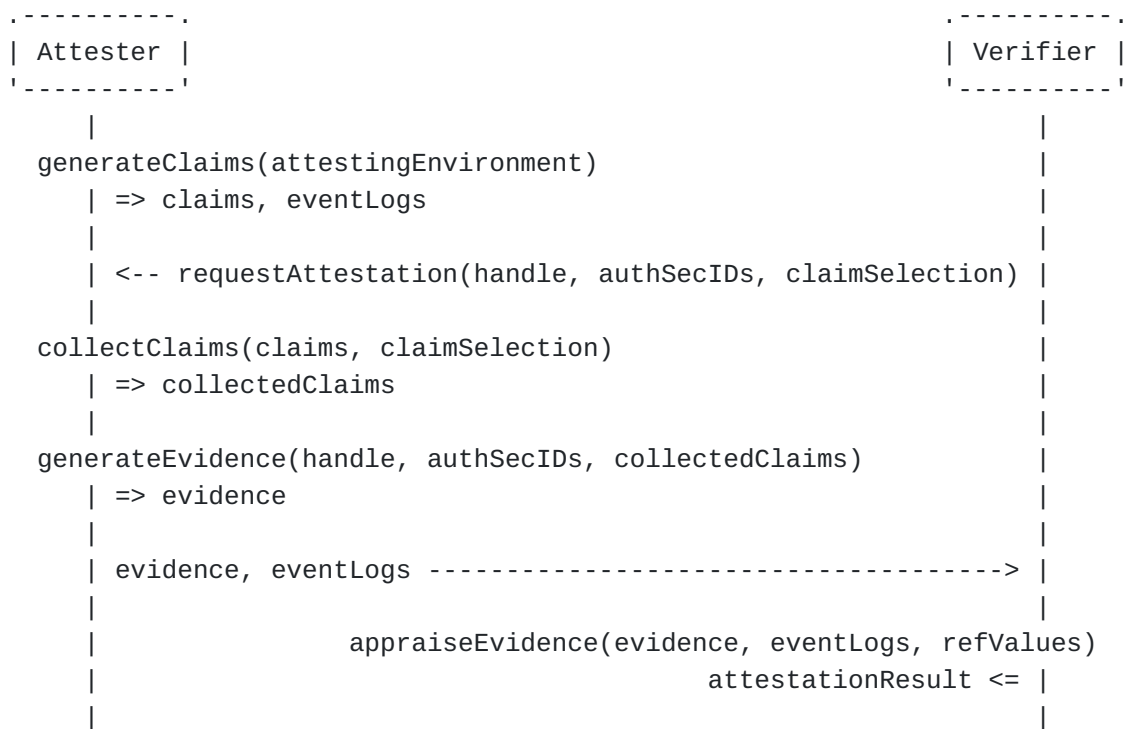 .----------.                                                .----------.
| Attester |                                                | Verifier |
'----------'                                                '----------'
     |                                                            |
  generateClaims(attestingEnvironment)                            |
     | => claims, eventLogs                                       |
     |                                                            |
     | <-- requestAttestation(handle, authSecIDs, claimSelection) |
     |                                                            |
  collectClaims(claims, claimSelection)                           |
     | => collectedClaims                                         |
     |                                                            |
  generateEvidence(handle, authSecIDs, collectedClaims)           |
     | => evidence                                                |
     |                                                            |
     | evidence, eventLogs -------------------------------------> |
     |                                                            |
     |                appraiseEvidence(evidence, eventLogs, refValues)
     |                                       attestationResult <= |
     |                                                            |